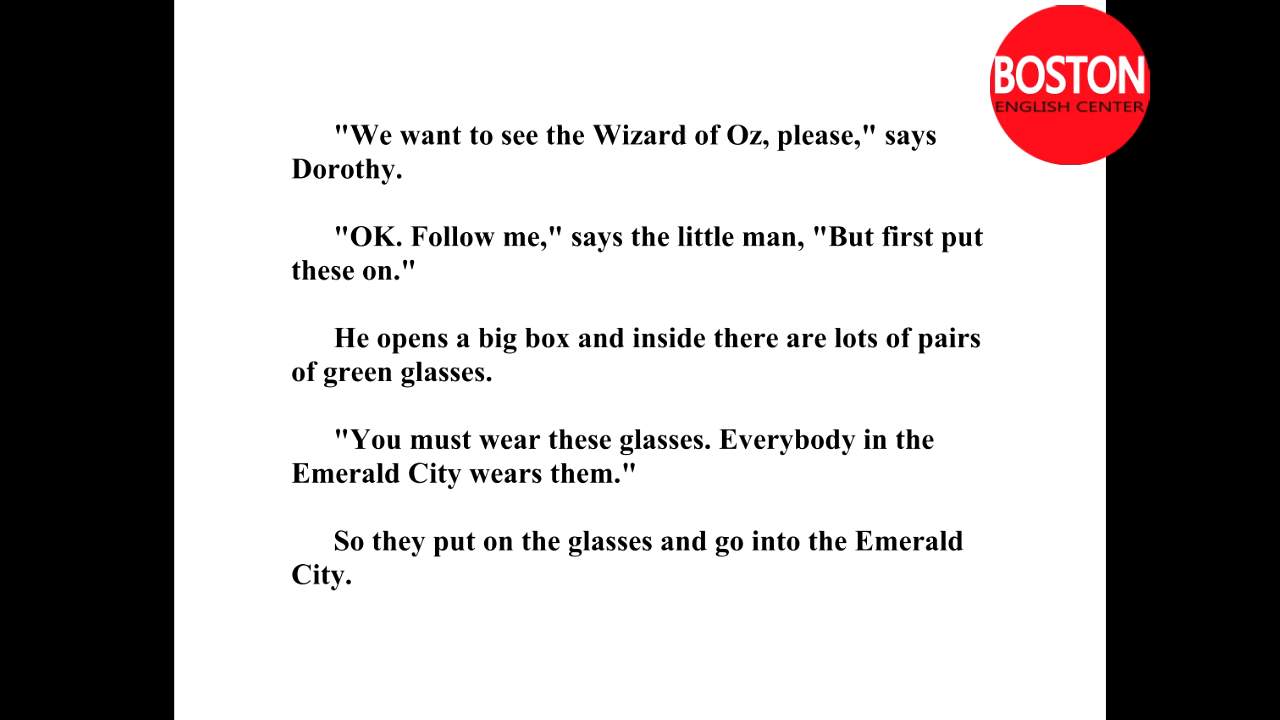 BOSTON
ENGLISH CENTER
"We want to see the Wizard of Oz, please," says
Dorothy.
"OK. Follow me," says the little man, "But first put
these on."
He opens a big box and inside there are lots of pairs
of green glasses.
"You must wear these glasses. Everybody in the
Emerald City wears them."
So they put on the glasses and go into the Emerald
City.